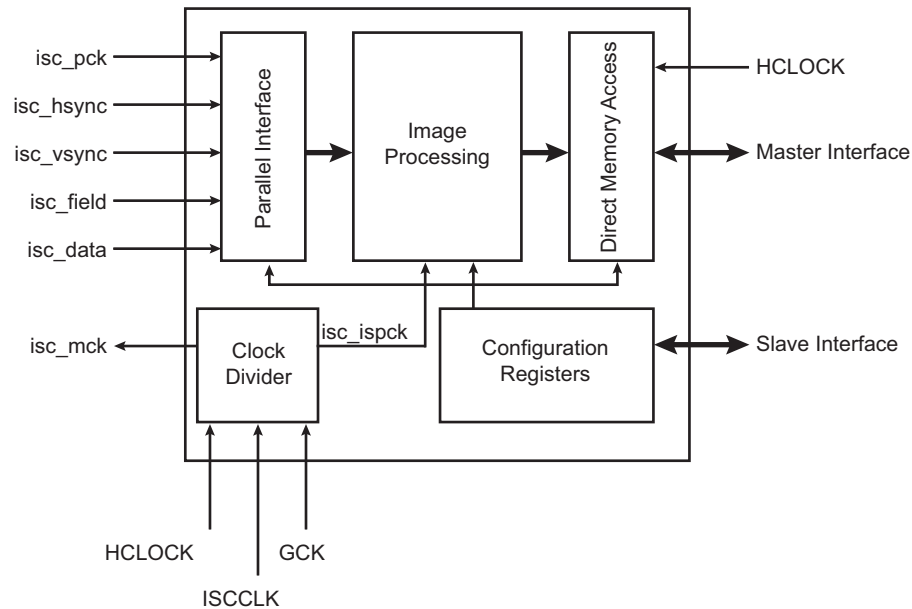 isc_pck
isc_hsync
isc_vsync
isc_field
isc_data
isc_mck
Parallel Interface
Image
Processing
Direct Memory Access
HCLOCK
Master Interface
Clock
Divider
isc_ispck
Configuration
Registers
Slave Interface
HCLOCK
GCK
ISCCLK